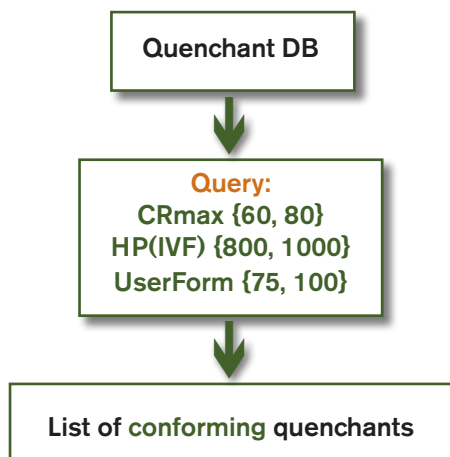 Quenchant DB
Query:
CRmax {60, 80}
HP(IVF) {800, 1000}
UserForm {75, 100}
List of conforming quenchants